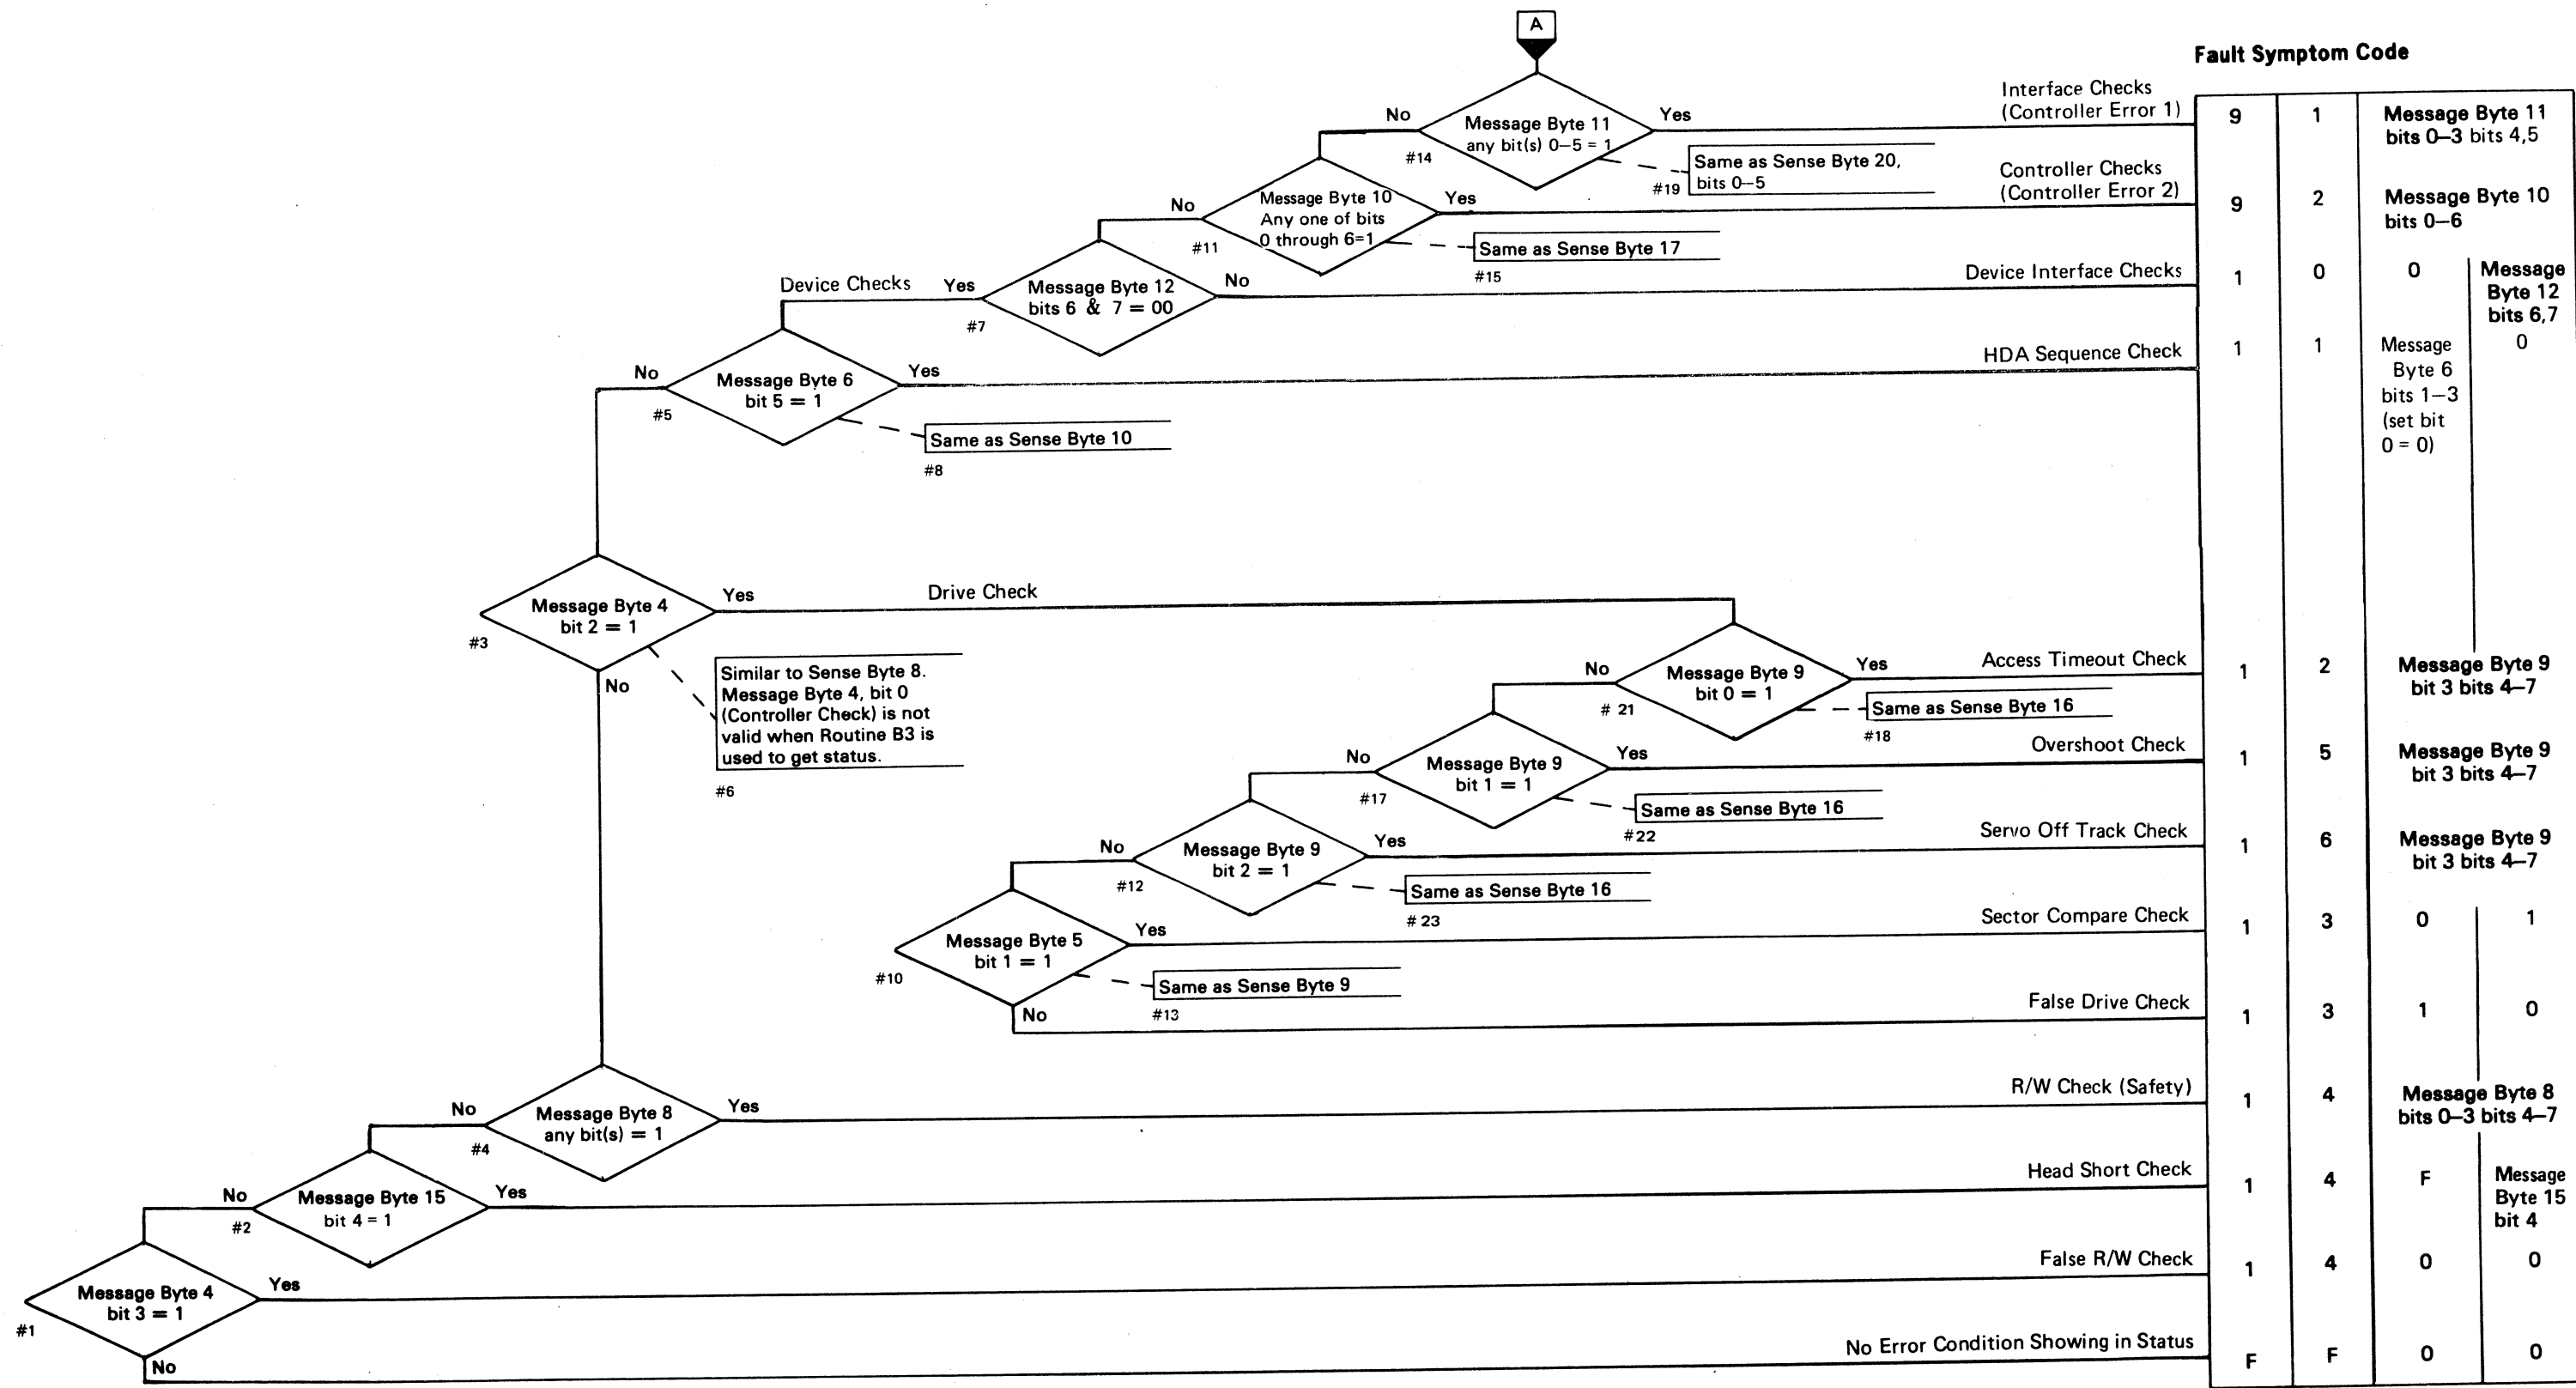 A
Fault Symptom Code
Interface Checks
(Controller Error 1)
No
Message Byte 11
any bit(s) 0–5 = 1
Yes
#14
Same as Sense Byte 20,
bits 0–5
#19
9 1 Message Byte 11
bits 0–3 bits 4,5
Controller Checks
(Controller Error 2)
No
Message Byte 10
Any one of bits
0 through 6=1
Yes
#11
Same as Sense Byte 17
#15
9 2 Message Byte 10
bits 0–6
Device Checks
Yes
Message Byte 12
bits 6 & 7 = 00
No
#7
Device Interface Checks
1 0 0 Message
Byte 12
bits 6,7
No
Message Byte 6
bit 5 = 1
Yes
#5
Same as Sense Byte 10
#8
HDA Sequence Check
1 1 Message 0
Byte 6
bits 1–3
(set bit
0 = 0)
Message Byte 4
bit 2 = 1
Yes
Drive Check
#3
No
Similar to Sense Byte 8.
Message Byte 4, bit 0
(Controller Check) is not
valid when Routine B3 is
used to get status.
#6
No
Message Byte 9
bit 0 = 1
Yes
# 21
Same as Sense Byte 16
#18
Access Timeout Check
1 2 Message Byte 9
bit 3 bits 4–7
No
Message Byte 9
bit 1 = 1
Yes
#17
Same as Sense Byte 16
#22
Overshoot Check
1 5 Message Byte 9
bit 3 bits 4–7
No
Message Byte 9
bit 2 = 1
Yes
#12
Same as Sense Byte 16
# 23
Servo Off Track Check
1 6 Message Byte 9
bit 3 bits 4–7
Message Byte 5
bit 1 = 1
Yes
#10
Same as Sense Byte 9
#13
No
Sector Compare Check
1 3 0 1
False Drive Check
1 3 1 0
No
Message Byte 8
any bit(s) = 1
Yes
#4
R/W Check (Safety)
1 4 Message Byte 8
bits 0–3 bits 4–7
No
Message Byte 15
bit 4 = 1
Yes
#2
Head Short Check
1 4 F Message
Byte 15
bit 4
Message Byte 4
bit 3 = 1
Yes
#1
No
False R/W Check
1 4 0 0
No Error Condition Showing in Status
F F 0 0